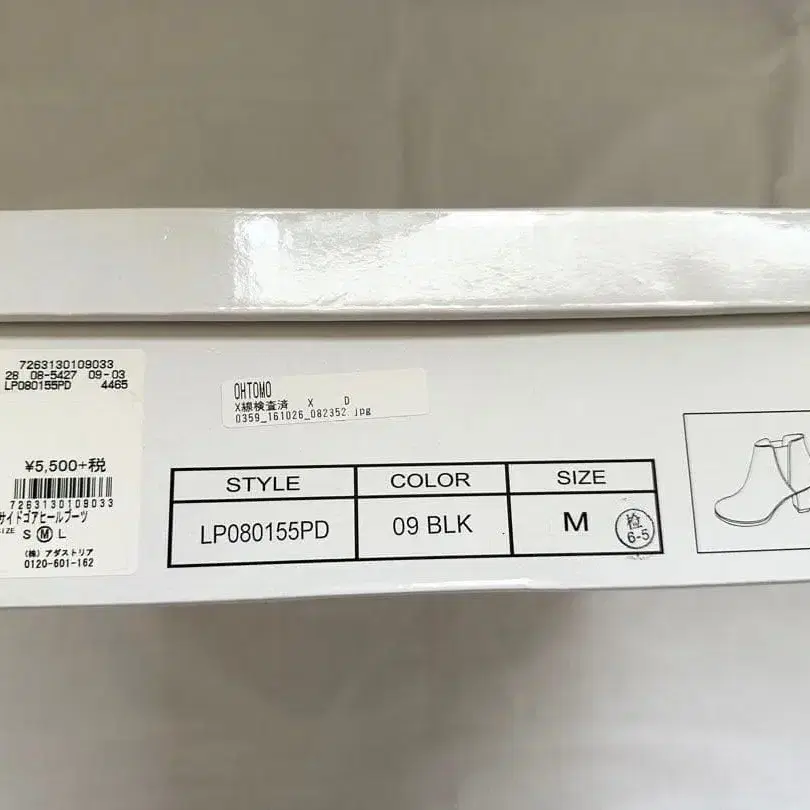 7263130109033
28 08-5427 09-03
LP080155PD 4465
¥5,500+税
7263130109033
サイドゴアヒールブーツ
SIZE S M L
(株) アダストリア
0120-601-162
OHTOMO
X線検査済 X D
0359_161026_082352.jpg
STYLE COLOR SIZE
LP080155PD 09 BLK M
検
6-5